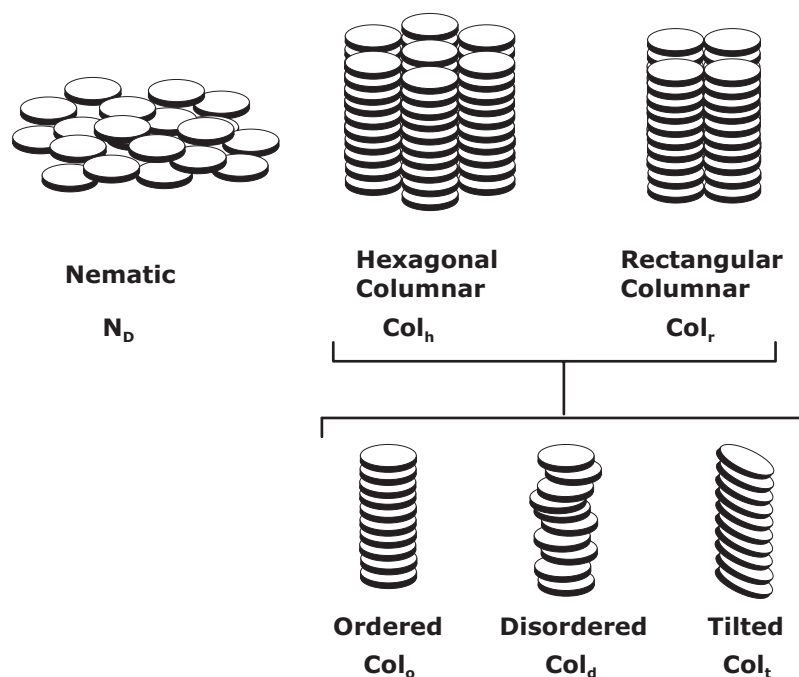 Nematic
N_D
Hexagonal
Columnar
Col_h
Rectangular
Columnar
Col_r
Ordered
Col_o
Disordered
Col_d
Tilted
Col_t